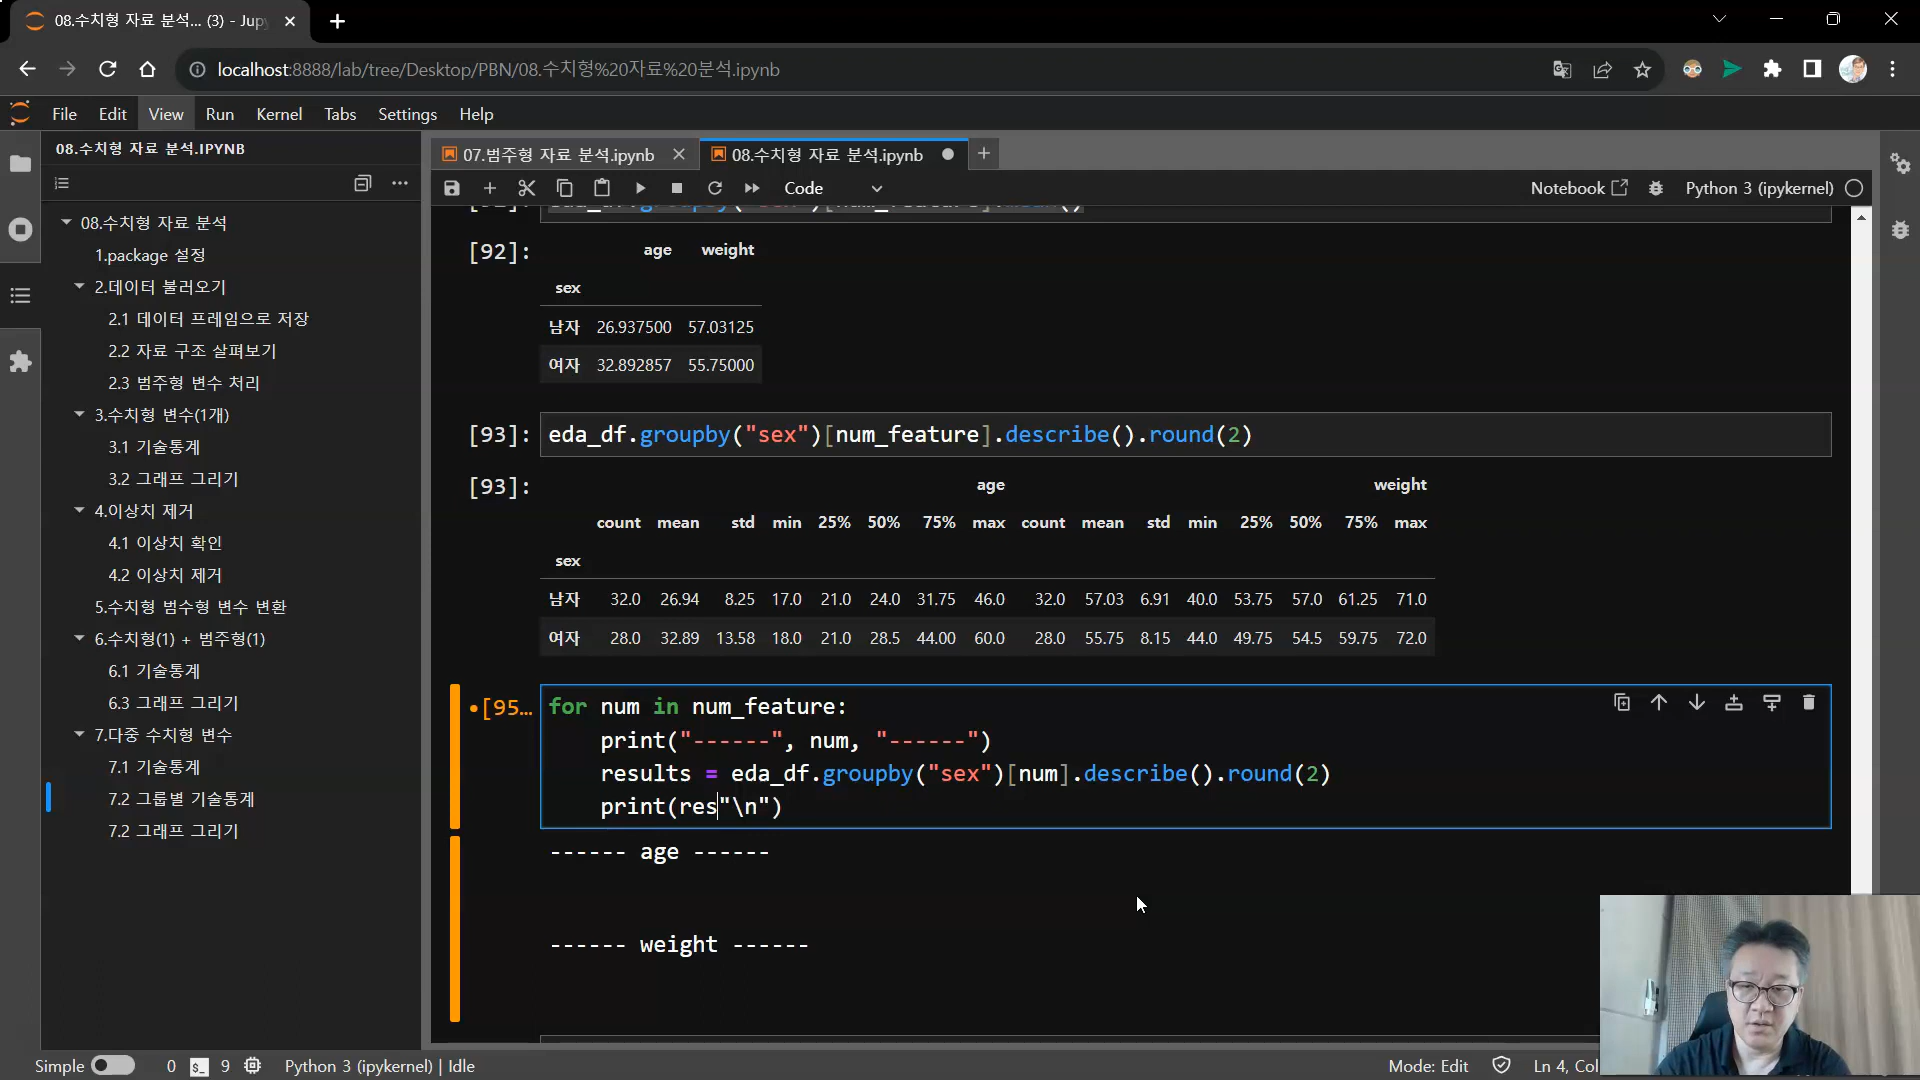 08.수치형 자료 분석... (3) - Jup
localhost:8888/lab/tree/Desktop/PBN/08.수치형%20자료%20분석.ipynb
File Edit View Run Kernel Tabs Settings Help
08.수치형 자료 분석.IPYNB
07.범주형 자료 분석.ipynb
08.수치형 자료 분석.ipynb
Code
Notebook
Python 3 (ipykernel)
08.수치형 자료 분석
1.package 설정
2.데이터 불러오기
2.1 데이터 프레임으로 저장
2.2 자료 구조 살펴보기
2.3 범주형 변수 처리
3.수치형 변수(1개)
3.1 기술통계
3.2 그래프 그리기
4.이상치 제거
4.1 이상치 확인
4.2 이상치 제거
5.수치형 범수형 변수 변환
6.수치형(1) + 범주형(1)
6.1 기술통계
6.3 그래프 그리기
7.다중 수치형 변수
7.1 기술통계
7.2 그룹별 기술통계
7.2 그래프 그리기
[92]:
age weight
sex
남자 26.937500 57.03125
여자 32.892857 55.75000
[93]: eda_df.groupby("sex")[num_feature].describe().round(2)
[93]:
age weight
count mean std min 25% 50% 75% max count mean std min 25% 50% 75% max
sex
남자 32.0 26.94 8.25 17.0 21.0 24.0 31.75 46.0 32.0 57.03 6.91 40.0 53.75 57.0 61.25 71.0
여자 28.0 32.89 13.58 18.0 21.0 28.5 44.00 60.0 28.0 55.75 8.15 44.0 49.75 54.5 59.75 72.0
•[95… for num in num_feature:
print("------", num, "------")
results = eda_df.groupby("sex")[num].describe().round(2)
print(res"\n")
------ age ------
------ weight ------
Simple 0 9 Python 3 (ipykernel) | Idle
Mode: Edit Ln 4, Col